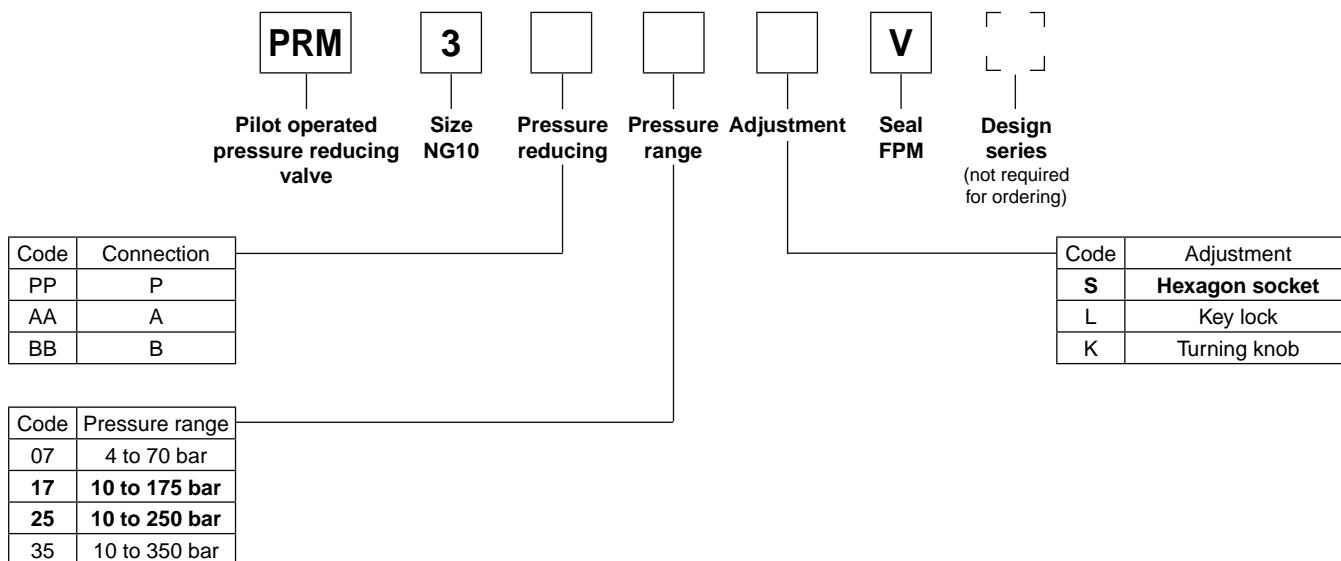 PRM 3 V
Pilot operated
pressure reducing
valve
Size
NG10
Pressure
reducing
Pressure
range
Adjustment
Seal
FPM
Design
series
(not required
for ordering)
Code Connection
PP P
AA A
BB B
Code Adjustment
S Hexagon socket
L Key lock
K Turning knob
Code Pressure range
07 4 to 70 bar
17 10 to 175 bar
25 10 to 250 bar
35 10 to 350 bar